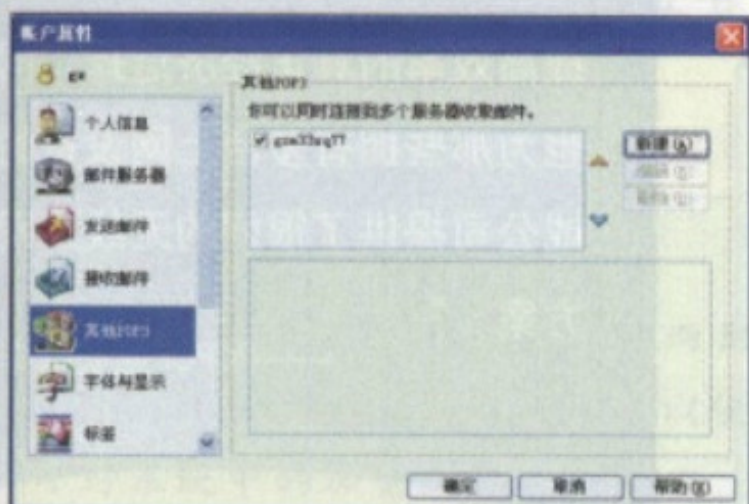 帐户属性
gx
个人信息
邮件服务器
发送邮件
接收邮件
其他POP3
字体与显示
标签
其他POP3
你可以同时连接到多个服务器收取邮件。
新建(A)
确定
取消
帮助(H)